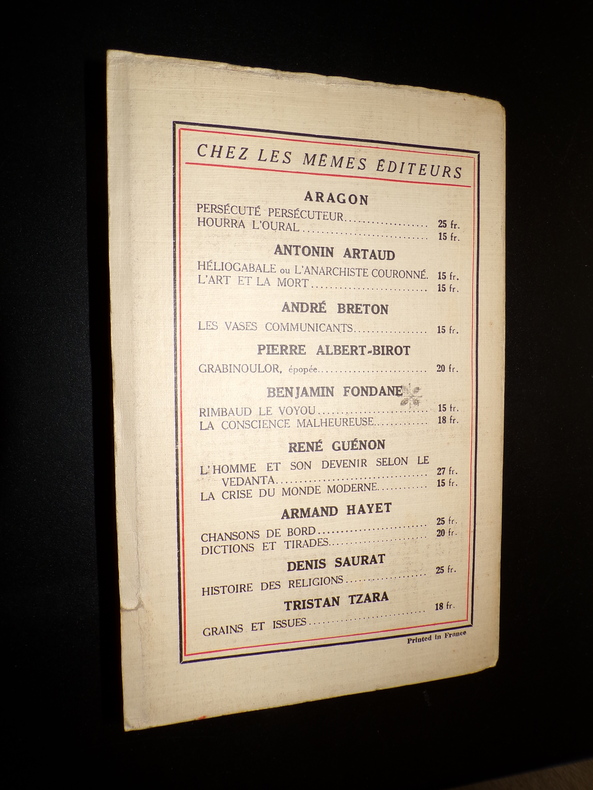 CHEZ LES MÊMES ÉDITEURS
ARAGON
PERSÉCUTÉ PERSÉCUTEUR.................. 25 fr.
HOURRA L'OURAL........................... 15 fr.
ANTONIN ARTAUD
HÉLIOGABALE ou L'ANARCHISTE COURONNÉ. 15 fr.
L'ART ET LA MORT......................... 15 fr.
ANDRÉ BRETON
LES VASES COMMUNICANTS................ 15 fr.
PIERRE ALBERT-BIROT
GRABINOULOR, épopée....................... 20 fr.
BENJAMIN FONDANE
RIMBAUD LE VOYOU....................... 15 fr.
LA CONSCIENCE MALHEUREUSE............ 18 fr.
RENÉ GUÉNON
L'HOMME ET SON DEVENIR SELON LE
VEDANTA................................ 27 fr.
LA CRISE DU MONDE MODERNE........... 15 fr.
ARMAND HAYET
CHANSONS DE BORD....................... 25 fr.
DICTIONS ET TIRADES..................... 20 fr.
DENIS SAURAT
HISTOIRE DES RELIGIONS.................. 25 fr.
TRISTAN TZARA
GRAINS ET ISSUES......................... 18 fr.
Printed in France